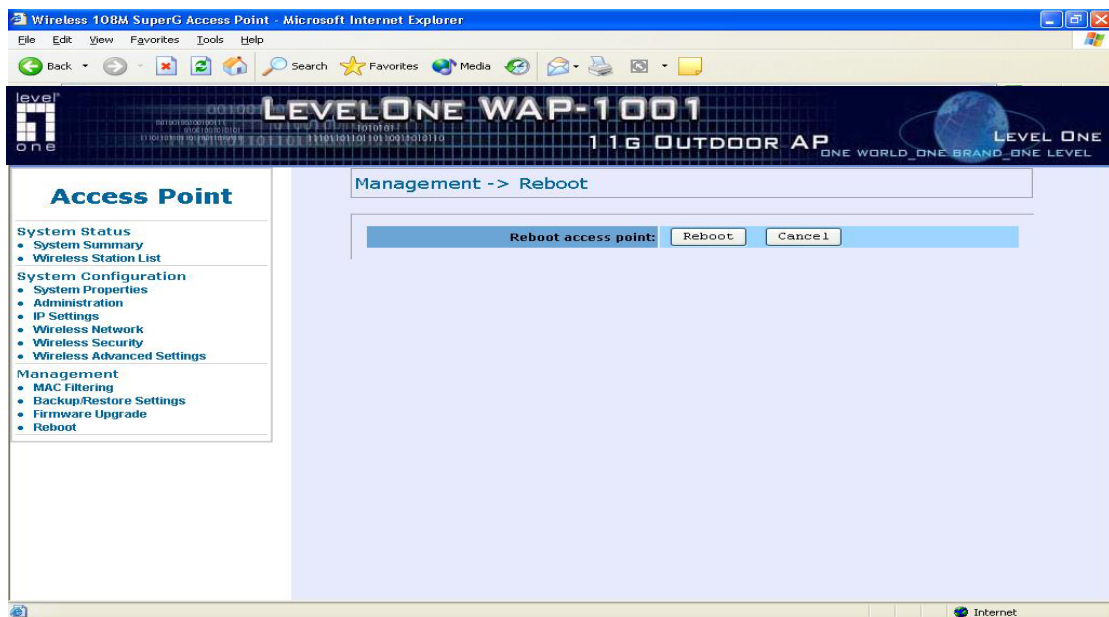 Wireless 108M SuperG Access Point - Microsoft Internet Explorer
File Edit View Favorites Tools Help
Back Search Favorites Media
level one
LEVELONE WAP-1001
11G OUTDOOR AP
LEVEL ONE
ONE WORLD_ONE BRAND_ONE LEVEL
Access Point
System Status
• System Summary
• Wireless Station List
System Configuration
• System Properties
• Administration
• IP Settings
• Wireless Network
• Wireless Security
• Wireless Advanced Settings
Management
• MAC Filtering
• Backup/Restore Settings
• Firmware Upgrade
• Reboot
Management -> Reboot
Reboot access point: Reboot Cancel
Internet